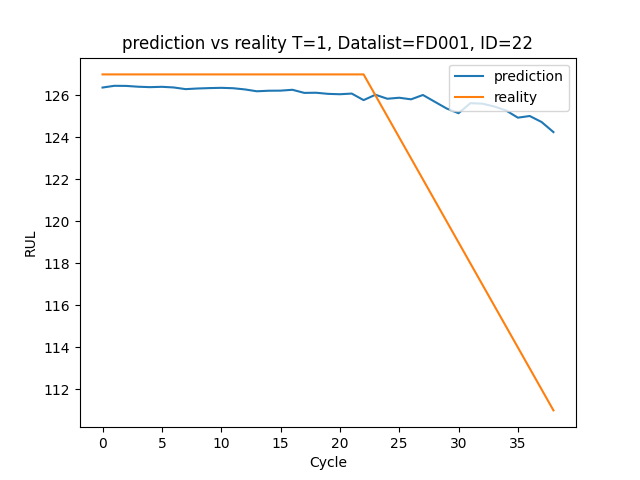 prediction vs reality T=1, Datalist=FD001, ID=22
prediction
reality
126
124
122
120
118
116
114
112
RUL
0 5 10 15 20 25 30 35
Cycle